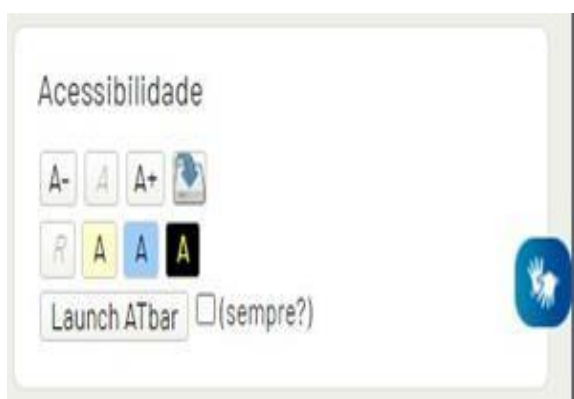 Acessibilidade
A- A A+
R A A A
Launch ATbar (sempre?)